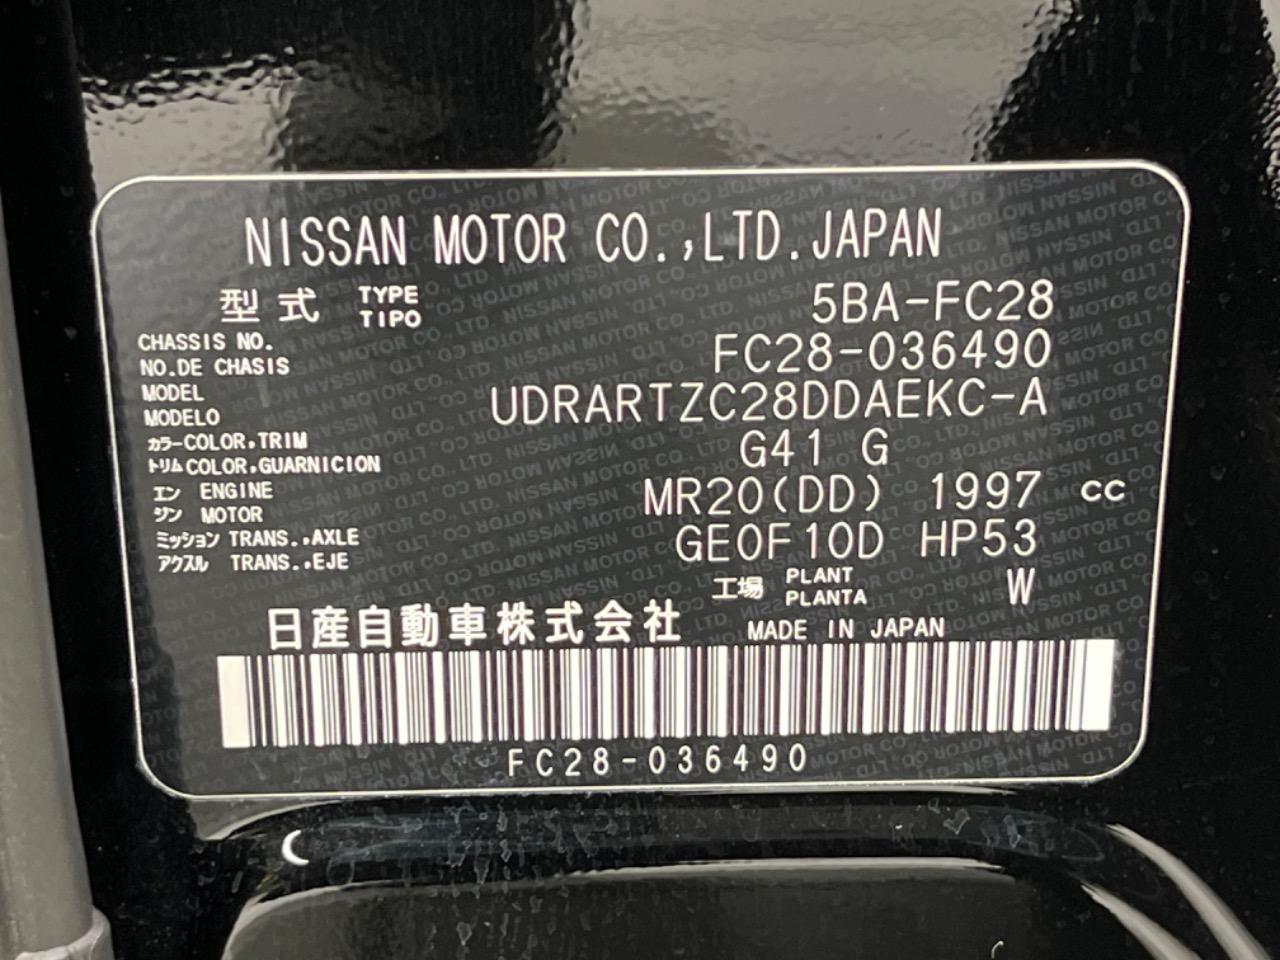 NISSAN MOTOR CO.,LTD.JAPAN
型式 TYPE TIPO 5BA-FC28
CHASSIS NO. NO.DE CHASIS FC28-036490
MODEL MODELO UDRARTZC28DDAEKC-A
カラー COLOR,TRIM G41 G
トリム COLOR,GUARNICION
エン ENGINE MR20(DD) 1997 cc
ジン MOTOR
ミッション TRANS.,AXLE GE0F10D HP53
アクスル TRANS.,EJE
工場 PLANT PLANTA W
日産自動車株式会社 MADE IN JAPAN
FC28-036490